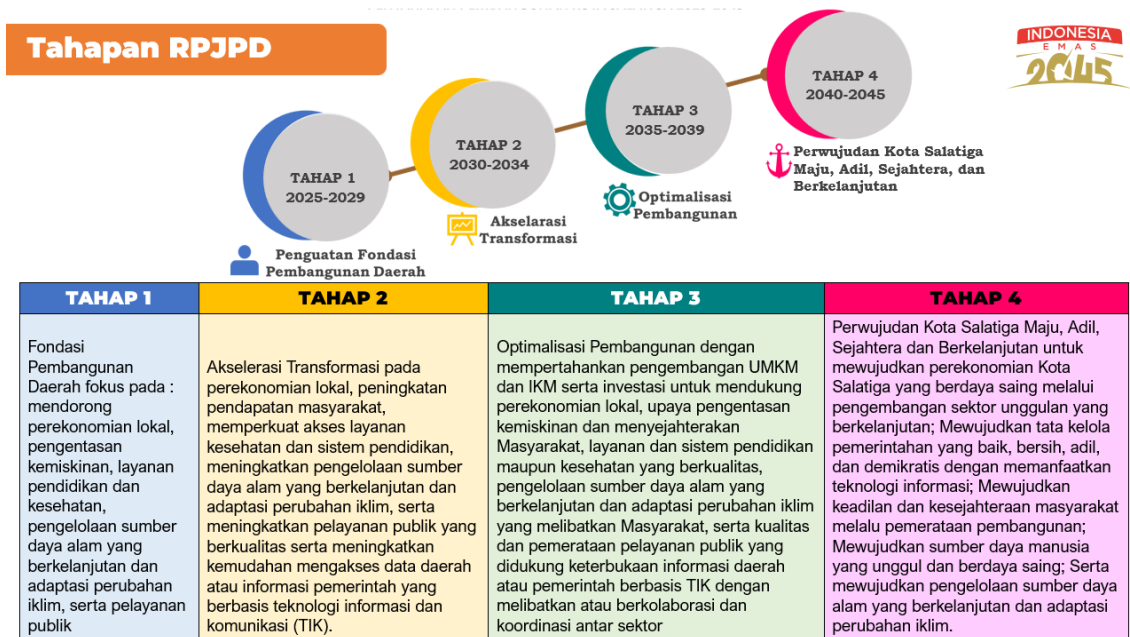 Tahapan RPJPD
INDONESIA
EMAS
2045
TAHAP 1
2025-2029
TAHAP 2
2030-2034
TAHAP 3
2035-2039
TAHAP 4
2040-2045
Penguatan Fondasi
Pembangunan Daerah
Akselarasi
Transformasi
Optimalisasi
Pembangunan
Perwujudan Kota Salatiga
Maju, Adil, Sejahtera, dan
Berkelanjutan
TAHAP 1
Fondasi
Pembangunan
Daerah fokus pada :
mendorong
perekonomian lokal,
pengentasan
kemiskinan, layanan
pendidikan dan
kesehatan,
pengelolaan sumber
daya alam yang
berkelanjutan dan
adaptasi perubahan
iklim, serta pelayanan
publik
TAHAP 2
Akselerasi Transformasi pada
perekonomian lokal, peningkatan
pendapatan masyarakat,
memperkuat akses layanan
kesehatan dan sistem pendidikan,
meningkatkan pengelolaan sumber
daya alam yang berkelanjutan dan
adaptasi perubahan iklim, serta
meningkatkan pelayanan publik yang
berkualitas serta meningkatkan
kemudahan mengakses data daerah
atau informasi pemerintah yang
berbasis teknologi informasi dan
komunikasi (TIK).
TAHAP 3
Optimalisasi Pembangunan dengan
mempertahankan pengembangan UMKM
dan IKM serta investasi untuk mendukung
perekonomian lokal, upaya pengentasan
kemiskinan dan menyejahterakan
Masyarakat, layanan dan sistem pendidikan
maupun kesehatan yang berkualitas,
pengelolaan sumber daya alam yang
berkelanjutan dan adaptasi perubahan iklim
yang melibatkan Masyarakat, serta kualitas
dan pemerataan pelayanan publik yang
didukung keterbukaan informasi daerah
atau pemerintah berbasis TIK dengan
melibatkan atau berkolaborasi dan
koordinasi antar sektor
TAHAP 4
Perwujudan Kota Salatiga Maju, Adil,
Sejahtera dan Berkelanjutan untuk
mewujudkan perekonomian Kota
Salatiga yang berdaya saing melalui
pengembangan sektor unggulan yang
berkelanjutan; Mewujudkan tata kelola
pemerintahan yang baik, bersih, adil,
dan demikratis dengan memanfaatkan
teknologi informasi; Mewujudkan
keadilan dan kesejahteraan masyarakat
melalu pemerataan pembangunan;
Mewujudkan sumber daya manusia
yang unggul dan berdaya saing; Serta
mewujudkan pengelolaan sumber daya
alam yang berkelanjutan dan adaptasi
perubahan iklim.